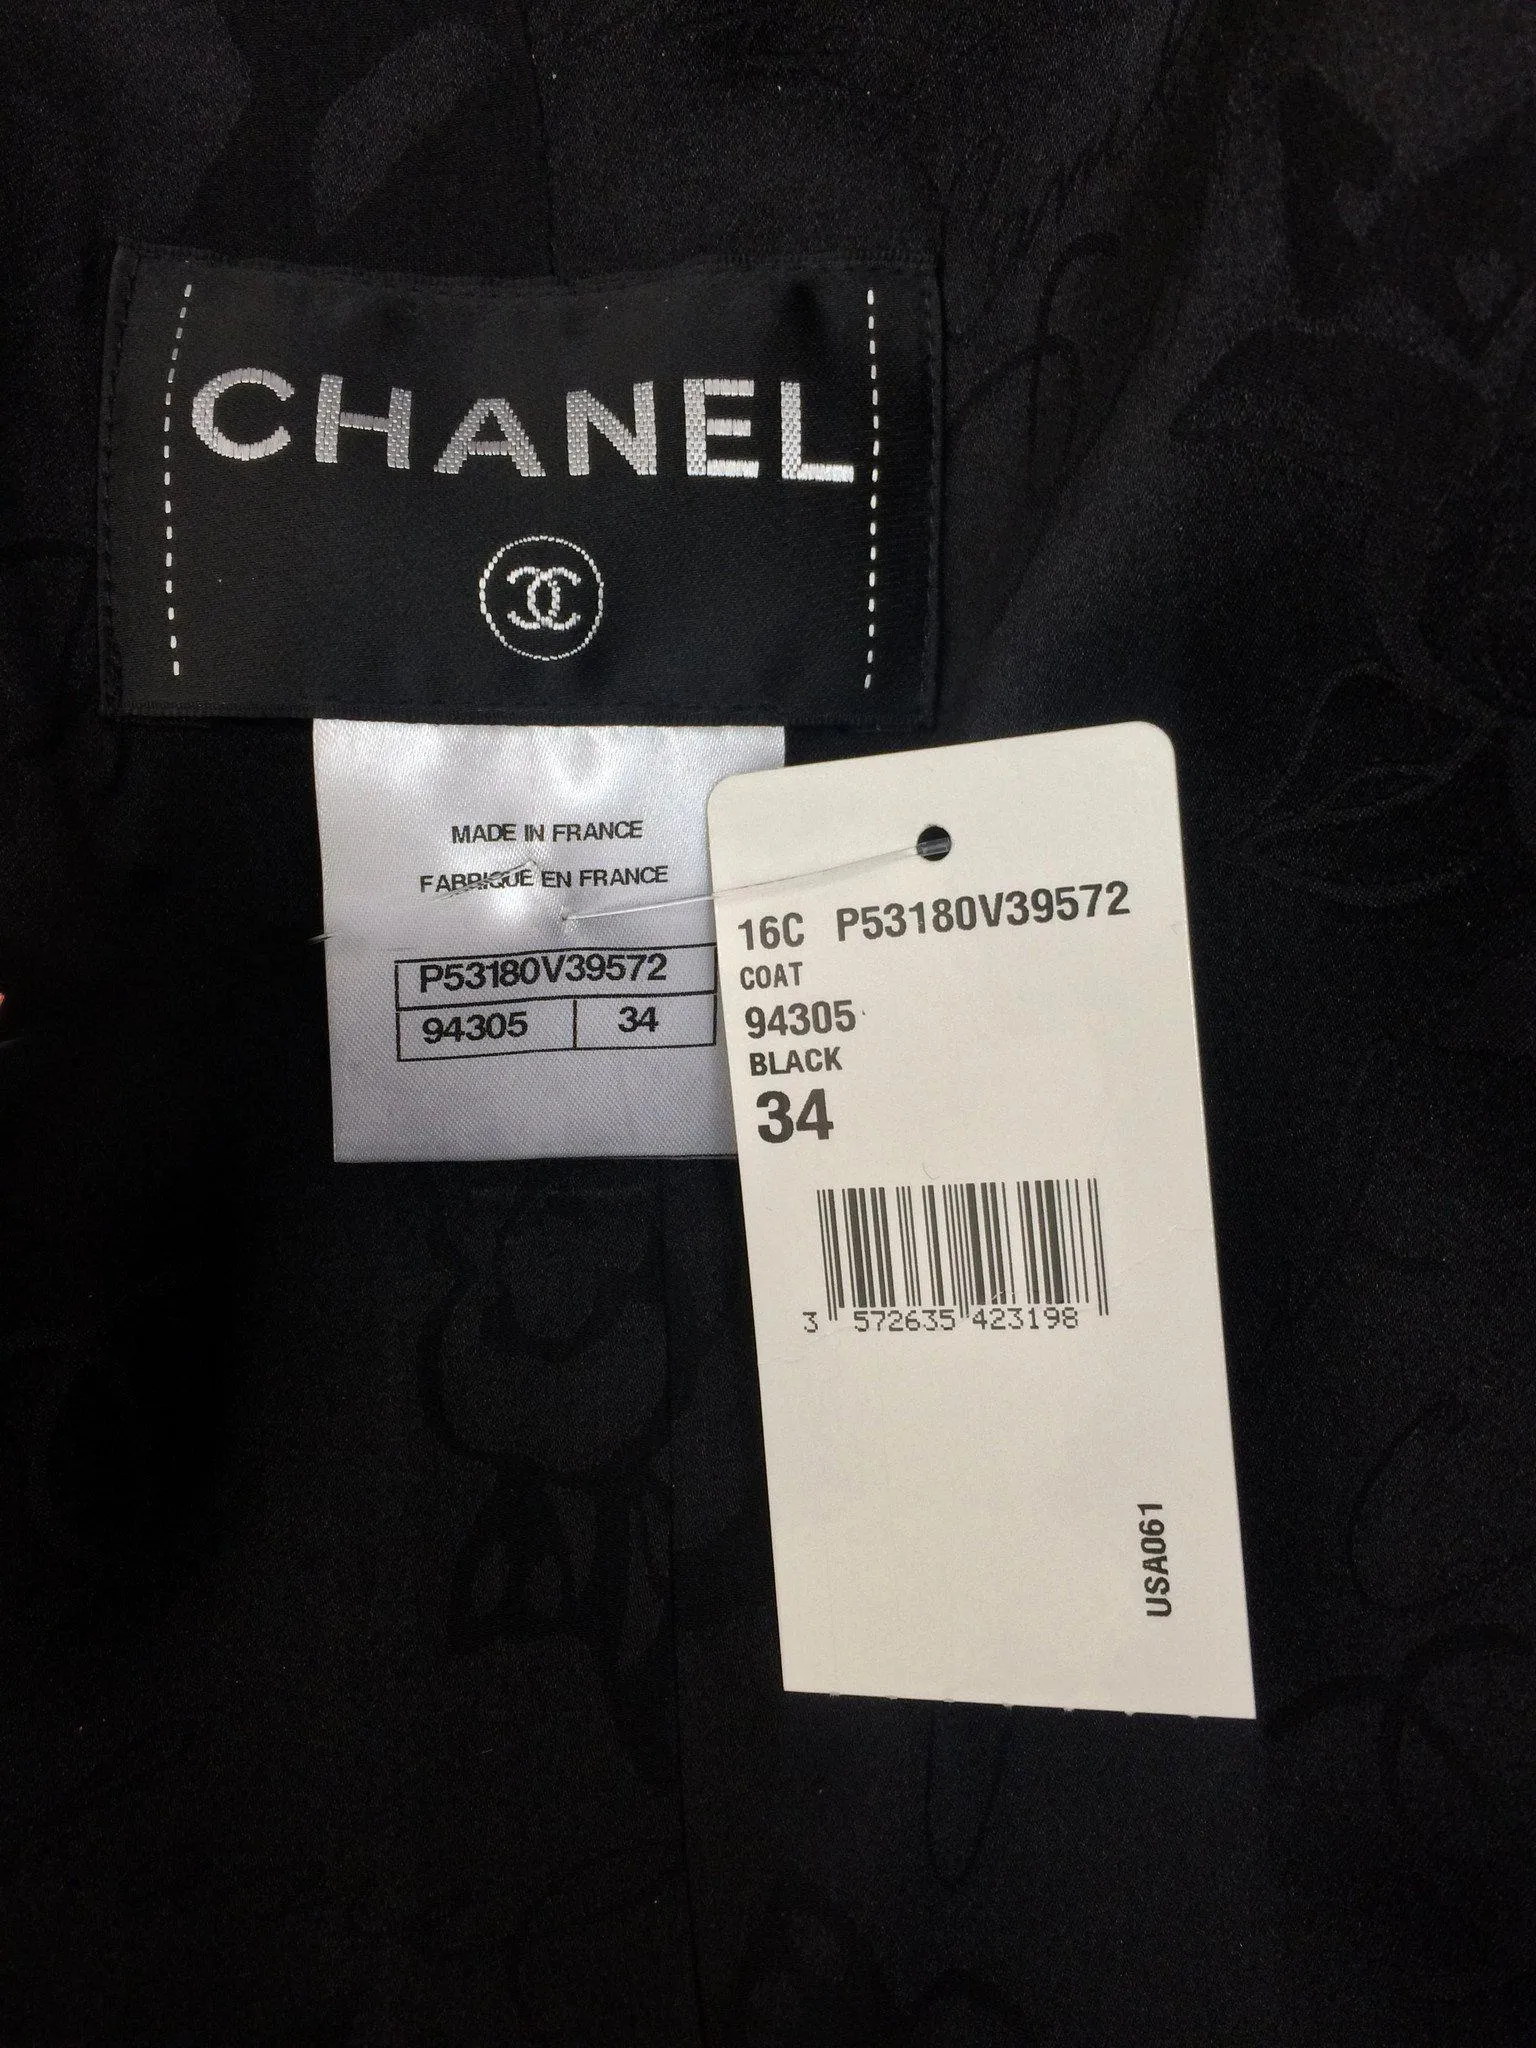 CHANEL
MADE IN FRANCE
FABRIQUÉ EN FRANCE
P53180V39572
94305 34
16C P53180V39572
COAT
94305
BLACK
34
3 572635 423198
USA061